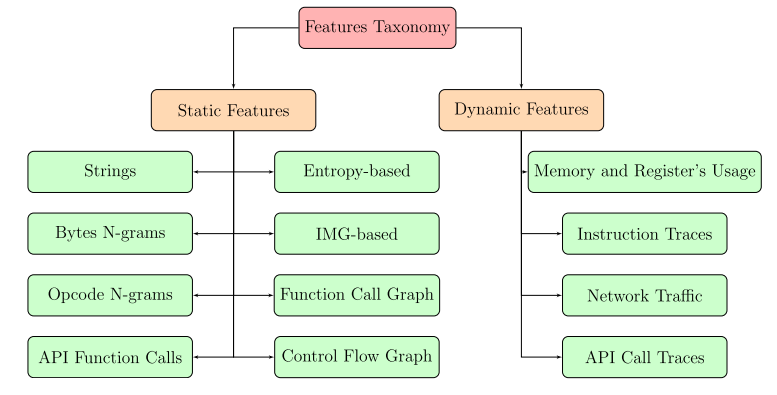 Features Taxonomy
Static Features
Dynamic Features
Strings
Entropy-based
Memory and Register's Usage
Bytes N-grams
IMG-based
Instruction Traces
Opcode N-grams
Function Call Graph
Network Traffic
API Function Calls
Control Flow Graph
API Call Traces